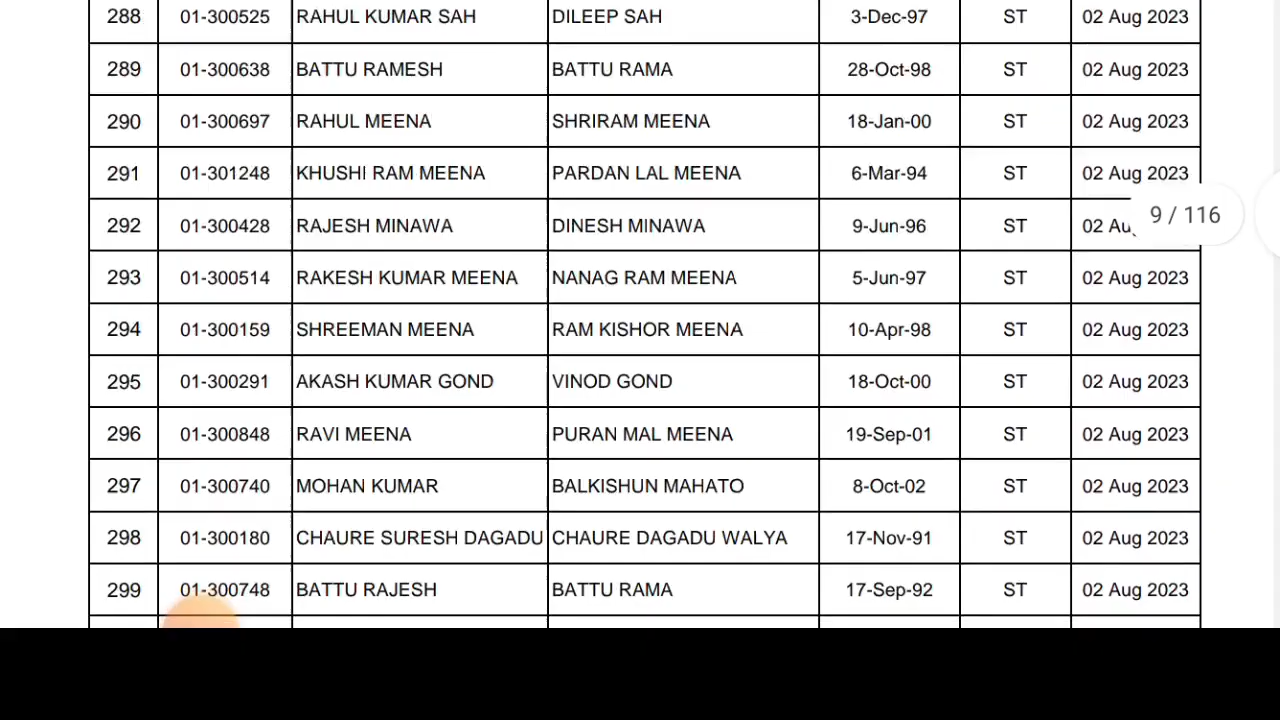 288 01-300525 RAHUL KUMAR SAH DILEEP SAH 3-Dec-97 ST 02 Aug 2023
289 01-300638 BATTU RAMESH BATTU RAMA 28-Oct-98 ST 02 Aug 2023
290 01-300697 RAHUL MEENA SHRIRAM MEENA 18-Jan-00 ST 02 Aug 2023
291 01-301248 KHUSHI RAM MEENA PARDAN LAL MEENA 6-Mar-94 ST 02 Aug 2023
9 / 116
292 01-300428 RAJESH MINAWA DINESH MINAWA 9-Jun-96 ST 02
293 01-300514 RAKESH KUMAR MEENA NANAG RAM MEENA 5-Jun-97 ST 02 Aug 2023
294 01-300159 SHREEMAN MEENA RAM KISHOR MEENA 10-Apr-98 ST 02 Aug 2023
295 01-300291 AKASH KUMAR GOND VINOD GOND 18-Oct-00 ST 02 Aug 2023
296 01-300848 RAVI MEENA PURAN MAL MEENA 19-Sep-01 ST 02 Aug 2023
297 01-300740 MOHAN KUMAR BALKISHUN MAHATO 8-Oct-02 ST 02 Aug 2023
298 01-300180 CHAURE SURESH DAGADU CHAURE DAGADU WALYA 17-Nov-91 ST 02 Aug 2023
299 01-300748 BATTU RAJESH BATTU RAMA 17-Sep-92 ST 02 Aug 2023